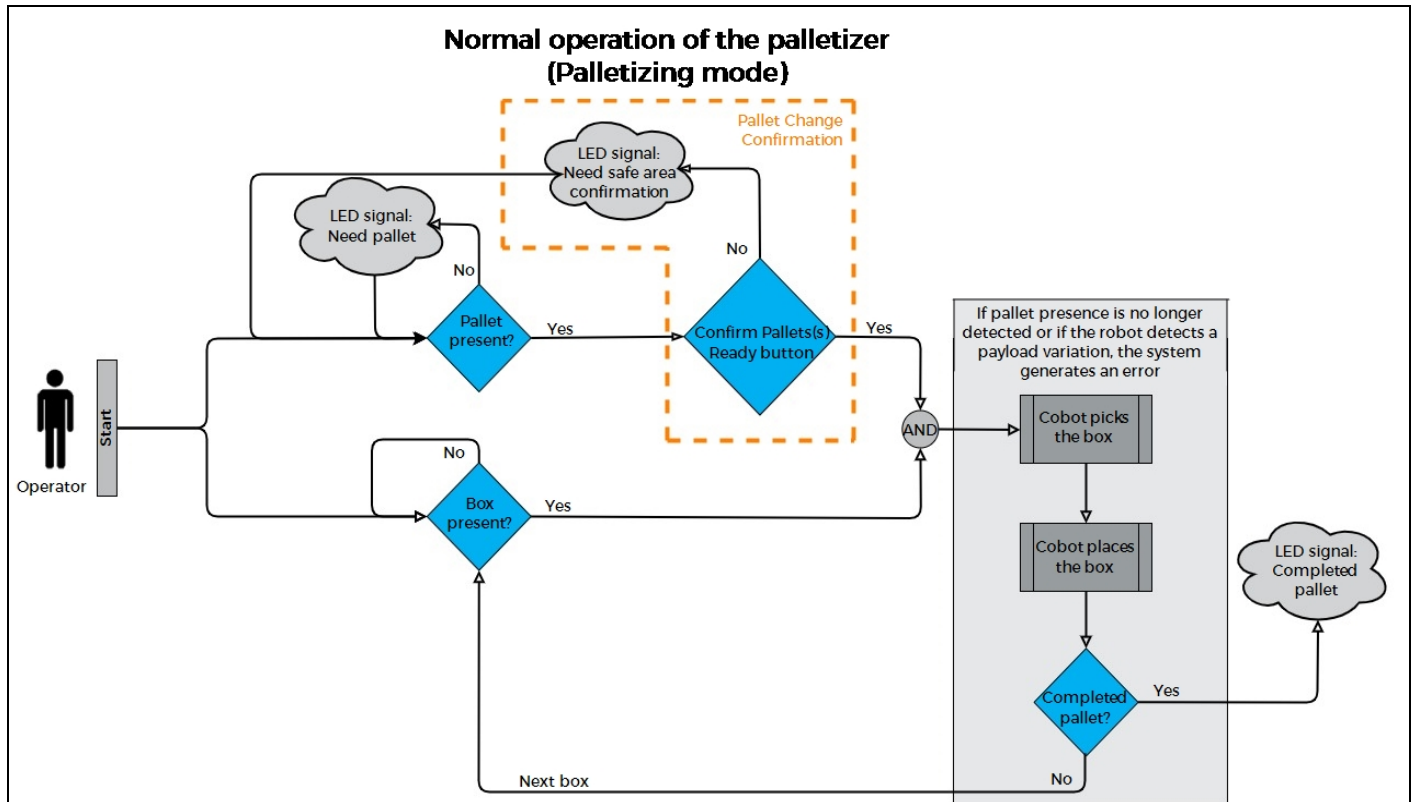 Normal operation of the palletizer
(Palletizing mode)
Pallet Change
Confirmation
LED signal:
Need safe area
confirmation
LED signal:
Need pallet
No
No
Pallet
present?
Yes
Confirm Pallets(s)
Ready button
Yes
If pallet presence is no longer
detected or if the robot detects a
payload variation, the system
generates an error
Operator
Start
AND
Cobot picks
the box
No
Box
present?
Yes
Cobot places
the box
LED signal:
Completed
pallet
Completed
pallet?
Yes
No
Next box